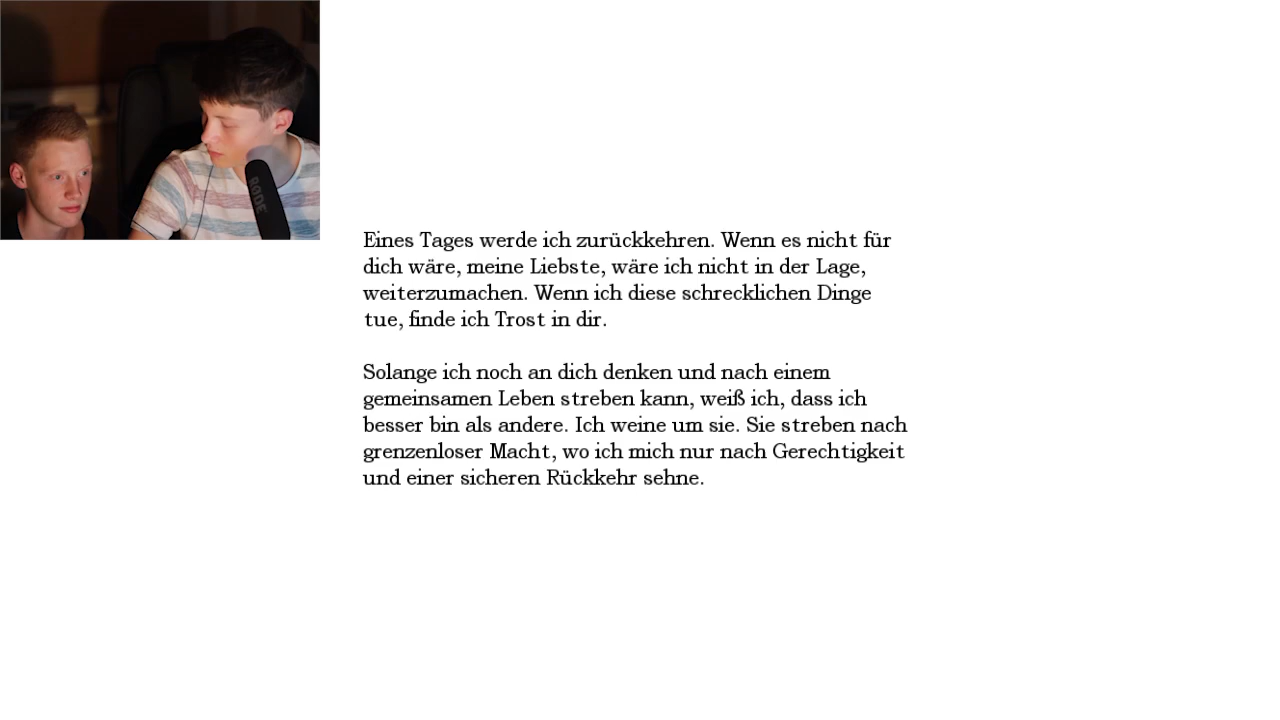 RØDE
Eines Tages werde ich zurückkehren. Wenn es nicht für
dich wäre, meine Liebste, wäre ich nicht in der Lage,
weiterzumachen. Wenn ich diese schrecklichen Dinge
tue, finde ich Trost in dir.
Solange ich noch an dich denken und nach einem
gemeinsamen Leben streben kann, weiß ich, dass ich
besser bin als andere. Ich weine um sie. Sie streben nach
grenzenloser Macht, wo ich mich nur nach Gerechtigkeit
und einer sicheren Rückkehr sehne.